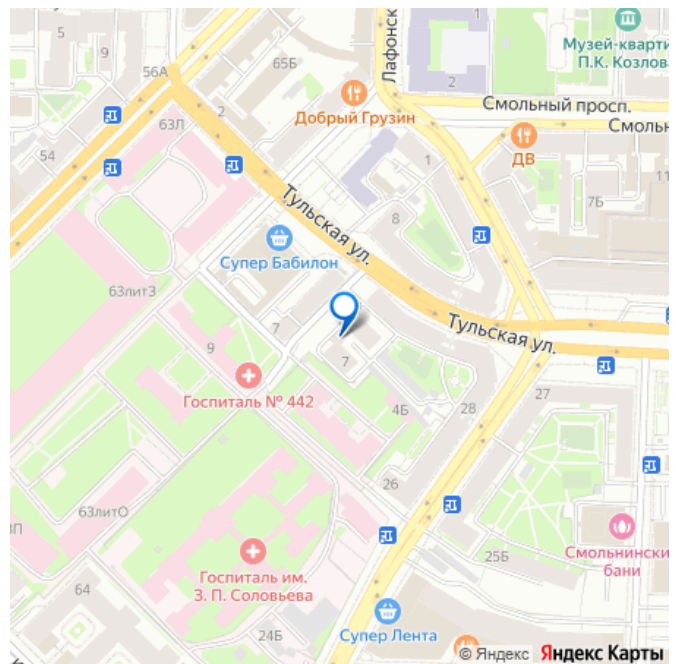 5
9
56А
65Б
Лафонск
1
2
Музей-кварти
П.К. Козлова
Смольный просп.
Смольн
63Л
2
Добрый Грузин
ДВ
54
1
7Б
11
Тульская ул.
8
Супер Бабилон
63литЗ
7
9
7
Тульская ул.
Госпиталь № 442
4Б
28
27
26
63литО
3П
Смольнински
бани
Госпиталь им.
З. П. Соловьева
25Б
64
24Б
Супер Лента
© Яндекс Яндекс Карты